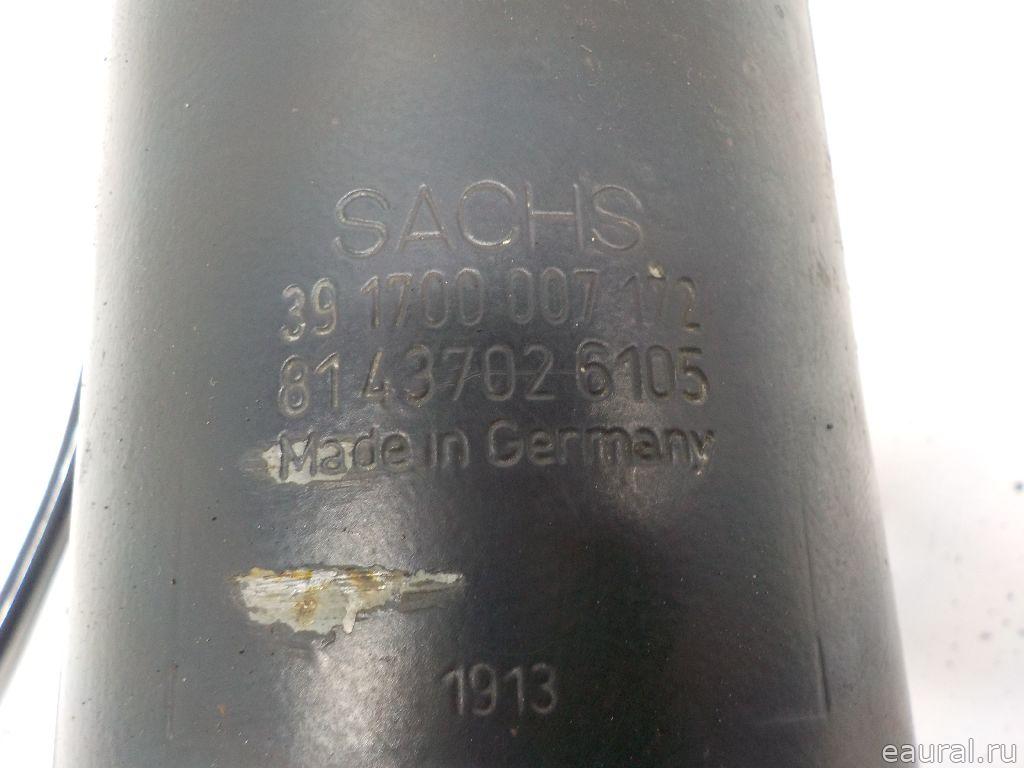 SACHS
39 1700 007 172
81 43702 6105
Made in Germany
1913
eaural.ru